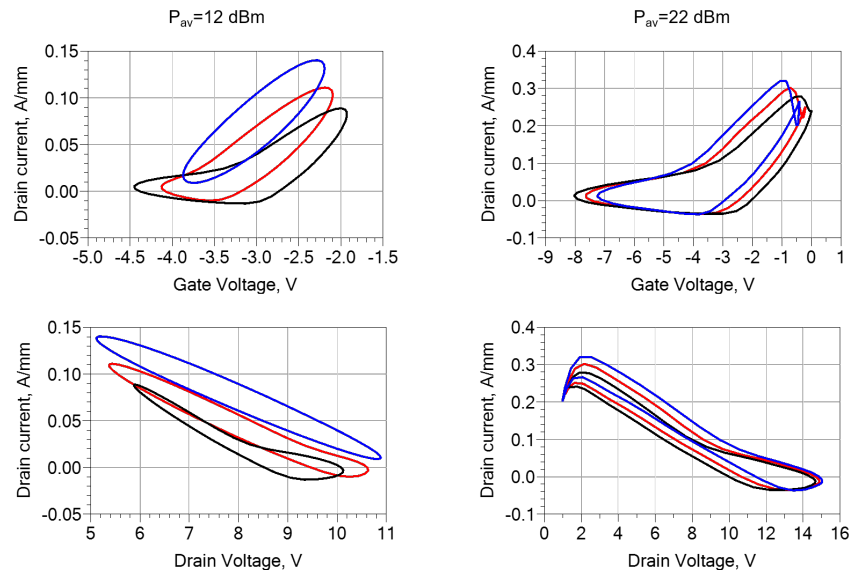 P_av=12 dBm
P_av=22 dBm
Drain current, A/mm
0.15
0.10
0.05
0.00
-0.05
-5.0 -4.5 -4.0 -3.5 -3.0 -2.5 -2.0 -1.5
Gate Voltage, V
Drain current, A/mm
0.4
0.3
0.2
0.1
0.0
-0.1
-9 -8 -7 -6 -5 -4 -3 -2 -1 0 1
Gate Voltage, V
Drain current, A/mm
0.15
0.10
0.05
0.00
-0.05
5 6 7 8 9 10 11
Drain Voltage, V
Drain current, A/mm
0.4
0.3
0.2
0.1
0.0
-0.1
0 2 4 6 8 10 12 14 16
Drain Voltage, V